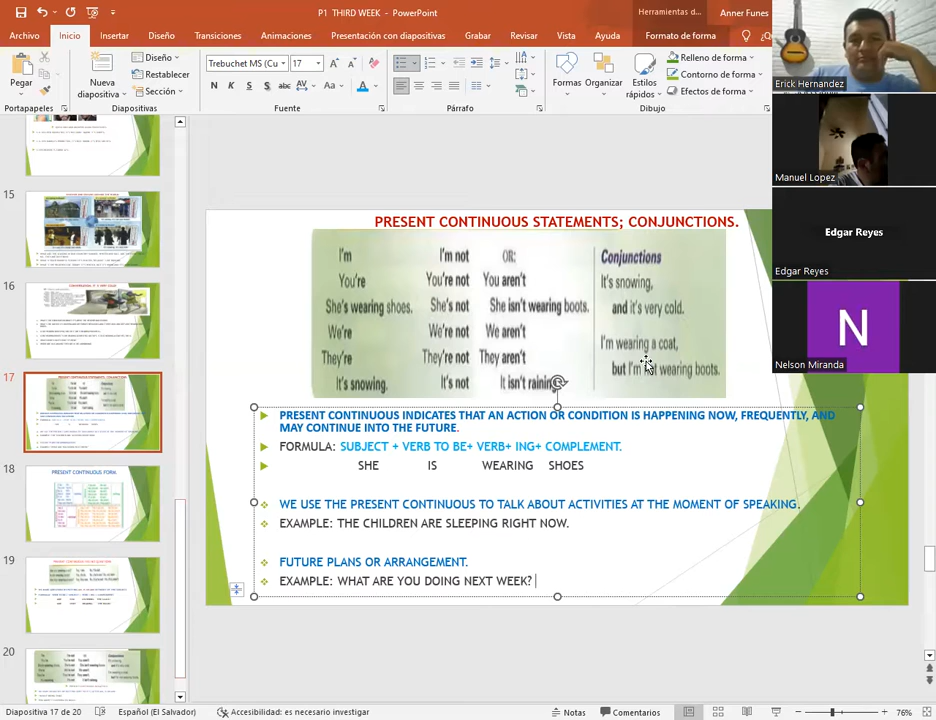 P1 THIRD WEEK - PowerPoint
Herramientas d...
Anner Funes
Archivo Inicio Insertar Diseño Transiciones Animaciones Presentación con diapositivas Grabar Revisar Vista Ayuda Formato de forma
Pegar
Nueva
diapositiva
Diseño
Restablecer
Sección
Trebuchet MS (Cu 17
N K S S abc AV Aa A
Formas Organizar Estilos
rápidos
Relleno de forma
Contorno de forma
Efectos de forma
Portapapeles Diapositivas Fuente Párrafo Dibujo
Erick Hernandez
Manuel Lopez
Edgar Reyes
Edgar Reyes
N
Nelson Miranda
15
16
17
18
PRESENT CONTINUOUS FORM.
19
20
PRESENT CONTINUOUS STATEMENTS; CONJUNCTIONS.
I'm I'm not OR: Conjunctions
You're You're not You aren't It's snowing,
She's wearing shoes. She's not She isn't wearing boots. and it's very cold.
We're We're not We aren't I'm wearing a coat,
They're They're not They aren't but I'm wearing boots.
It's snowing. It's not It isn't raining
PRESENT CONTINUOUS INDICATES THAT AN ACTION OR CONDITION IS HAPPENING NOW, FREQUENTLY, AND
MAY CONTINUE INTO THE FUTURE.
FORMULA: SUBJECT + VERB TO BE+ VERB+ ING+ COMPLEMENT.
SHE IS WEARING SHOES
WE USE THE PRESENT CONTINUOUS TO TALK ABOUT ACTIVITIES AT THE MOMENT OF SPEAKING.
EXAMPLE: THE CHILDREN ARE SLEEPING RIGHT NOW.
FUTURE PLANS OR ARRANGEMENT.
EXAMPLE: WHAT ARE YOU DOING NEXT WEEK?
Diapositiva 17 de 20 Español (El Salvador) Accesibilidad: es necesario investigar Notas Comentarios 76%